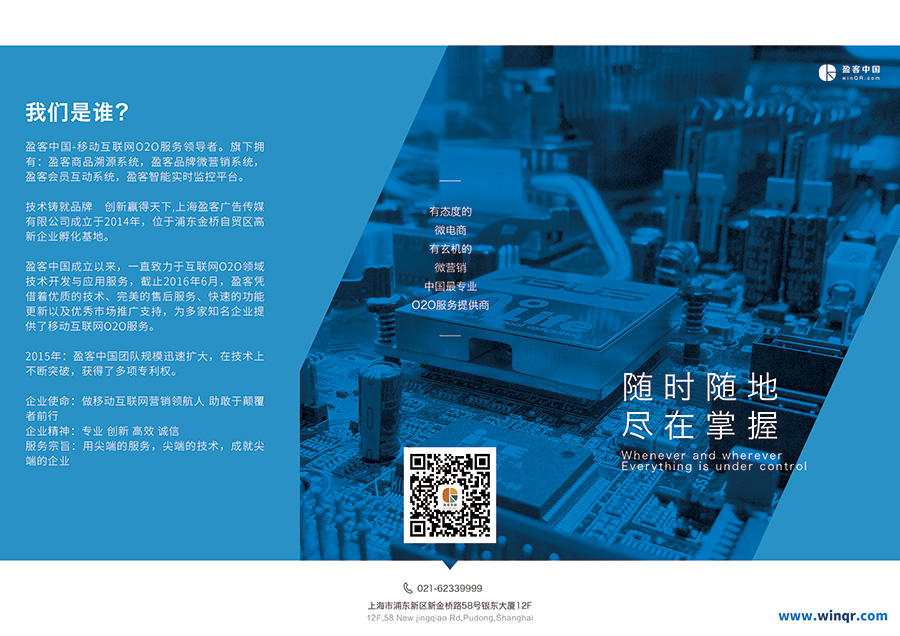 我们是谁?
盈客中国-移动互联网O2O服务领导者。旗下拥
有：盈客商品溯源系统，盈客品牌微营销系统，
盈客会员互动系统，盈客智能实时监控平台。
技术铸就品牌 创新赢得天下,上海盈客广告传媒
有限公司成立于2014年，位于浦东金桥自贸区高
新企业孵化基地。
盈客中国成立以来，一直致力于互联网O2O领域
技术开发与应用服务，截止2016年6月，盈客凭
借着优质的技术、完美的售后服务、快速的功能
更新以及优秀市场推广支持，为多家知名企业提
供了移动互联网O2O服务。
2015年：盈客中国团队规模迅速扩大，在技术上
不断突破，获得了多项专利权。
企业使命：做移动互联网营销领航人 助敢于颠覆
者前行
企业精神：专业 创新 高效 诚信
服务宗旨：用尖端的服务，尖端的技术，成就尖
端的企业
有态度的
微电商
有玄机的
微营销
中国最专业
O2O服务提供商
021-62339999
上海市浦东新区新金桥路58号银东大厦12F
12F,58 New jingqiao Rd,Pudong,Shanghai
盈客中国
winQR.com
随时随地
尽在掌握
Whenever and wherever
Everything is under control
www.winqr.com